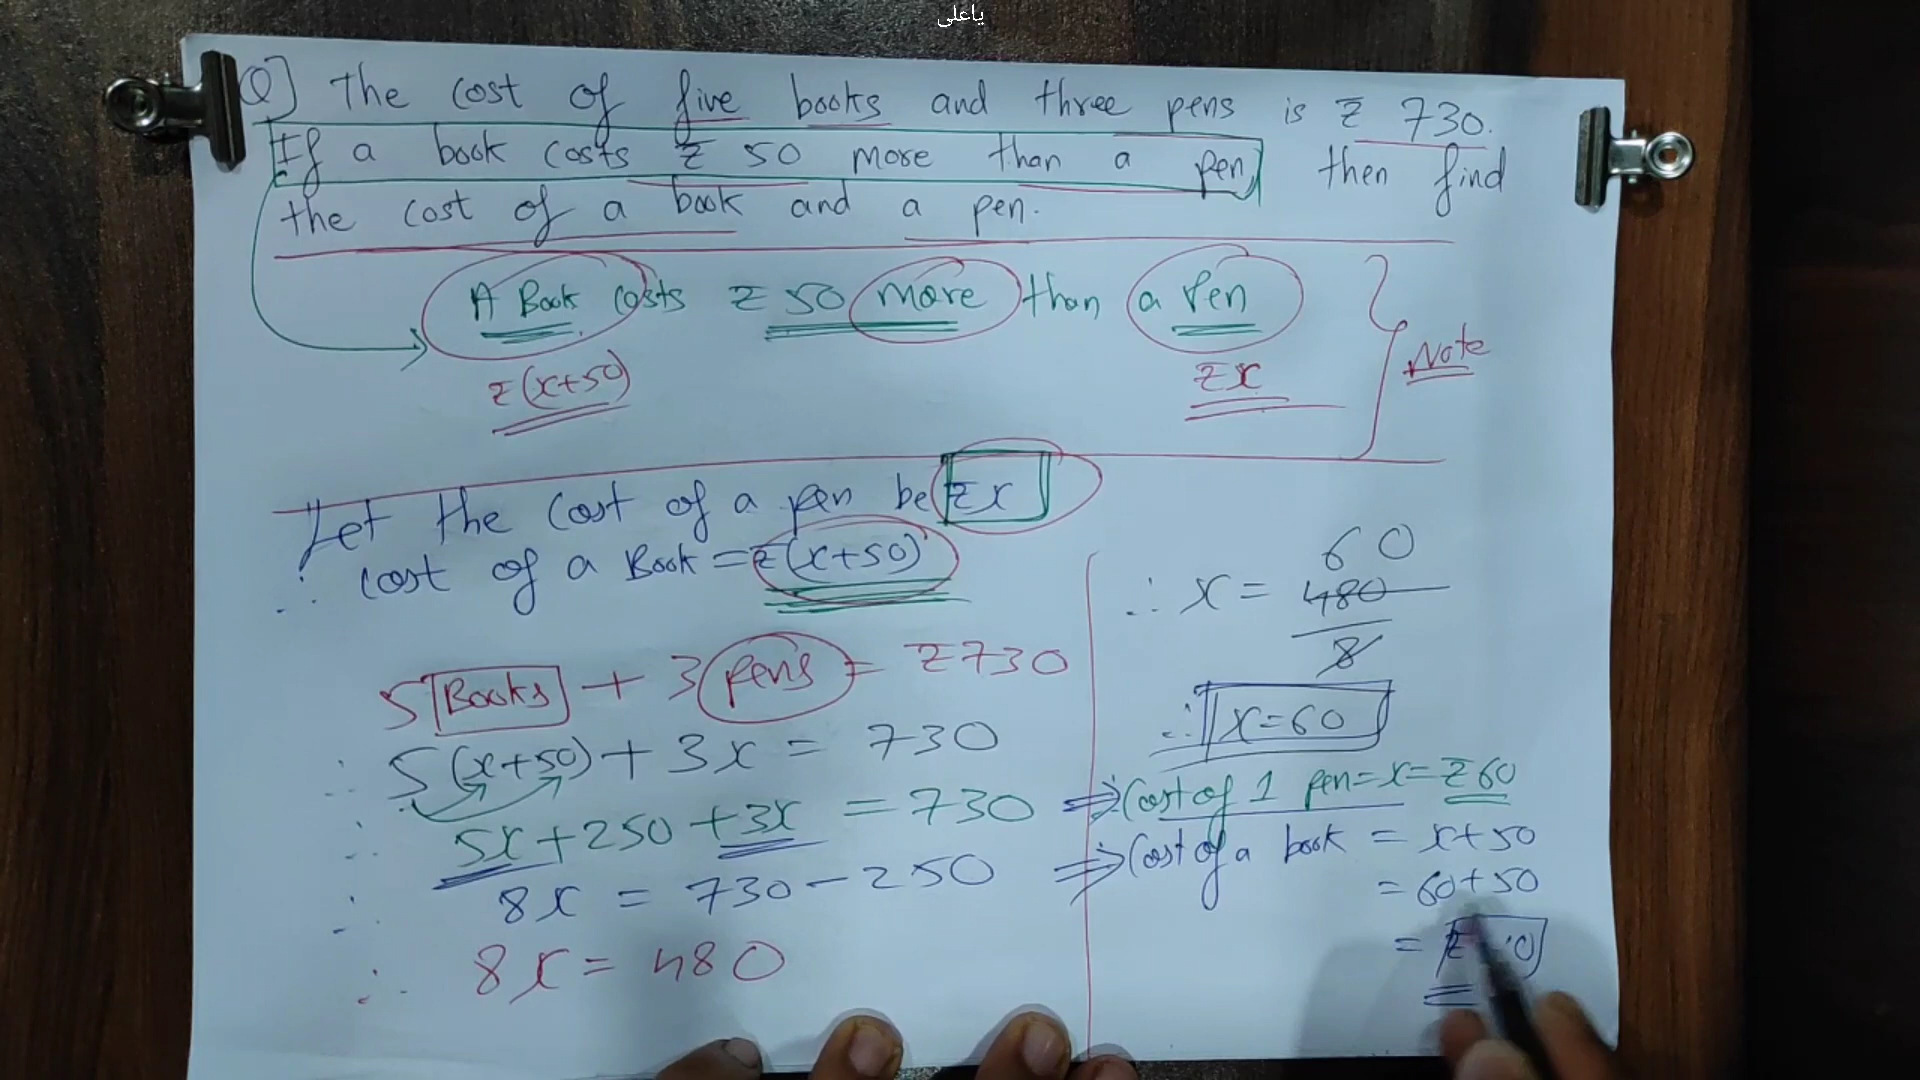 ياعلى
Q] The cost of five books and three pens is ₹ 730.
If a book costs ₹ 50 more than a pen, then find
the cost of a book and a pen.
A Book costs ₹ 50 more than a Pen
₹(x+50)
₹x
Note
Let the cost of a pen be ₹x
∴ cost of a Book = ₹(x+50)
5 Books + 3 pens = ₹730
∴ 5(x+50) + 3x = 730
∴ 5x + 250 + 3x = 730
∴ 8x = 730 - 250
∴ 8x = 480
60
∴ x = 480
8
∴ x=60
⇒ Cost of 1 pen = x = ₹60
⇒ Cost of a book = x+50
= 60+50